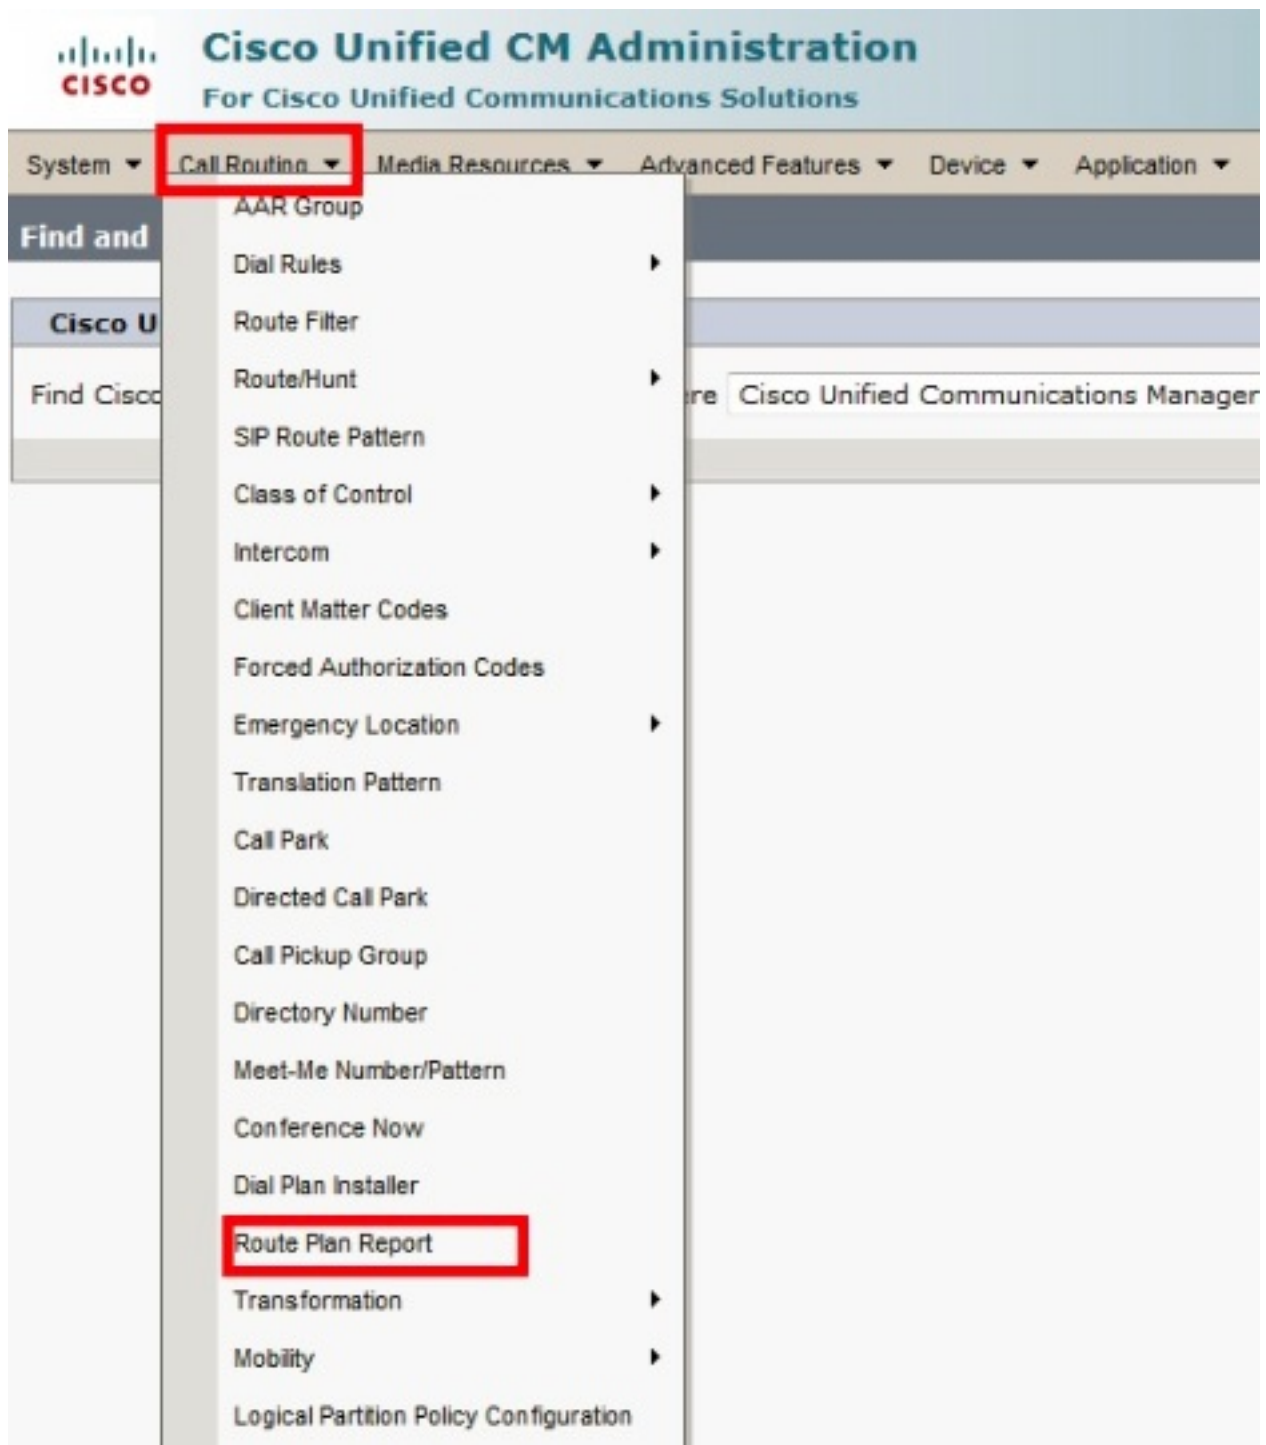 Cisco Unified CM Administration
CISCO
For Cisco Unified Communications Solutions
System Call Routing Media Resources Advanced Features Device Application
Find and
Cisco U
Find Cisco
ere Cisco Unified Communications Manager
AAR Group
Dial Rules
Route Filter
Route/Hunt
SIP Route Pattern
Class of Control
Intercom
Client Matter Codes
Forced Authorization Codes
Emergency Location
Translation Pattern
Call Park
Directed Call Park
Call Pickup Group
Directory Number
Meet-Me Number/Pattern
Conference Now
Dial Plan Installer
Route Plan Report
Transformation
Mobility
Logical Partition Policy Configuration